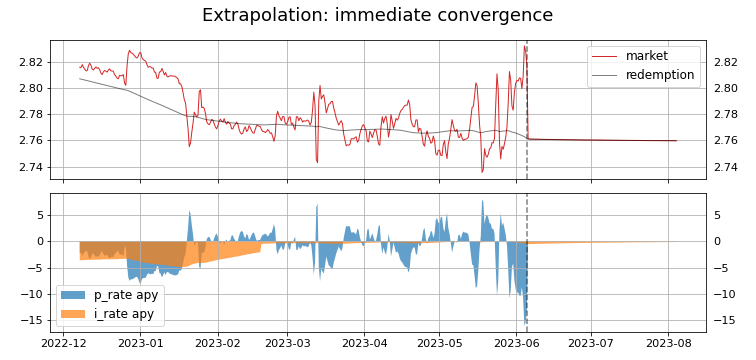 Extrapolation: immediate convergence
2.82 2.82
2.80 2.80
2.78 2.78
2.76 2.76
2.74 2.74
market
redemption
5 5
0 0
−5 −5
−10 −10
−15 −15
p_rate apy
i_rate apy
2022-12 2023-01 2023-02 2023-03 2023-04 2023-05 2023-06 2023-07 2023-08